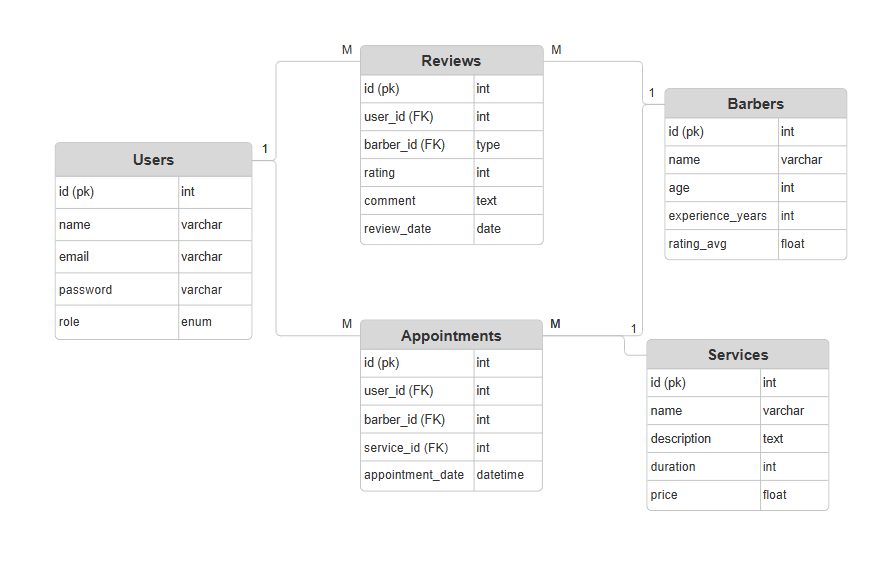 Users
id (pk) int
name varchar
email varchar
password varchar
role enum
1
M
M
Reviews
id (pk) int
user_id (FK) int
barber_id (FK) type
rating int
comment text
review_date date
M
M
Appointments
id (pk) int
user_id (FK) int
barber_id (FK) int
service_id (FK) int
appointment_date datetime
1
Barbers
id (pk) int
name varchar
age int
experience_years int
rating_avg float
1
Services
id (pk) int
name varchar
description text
duration int
price float